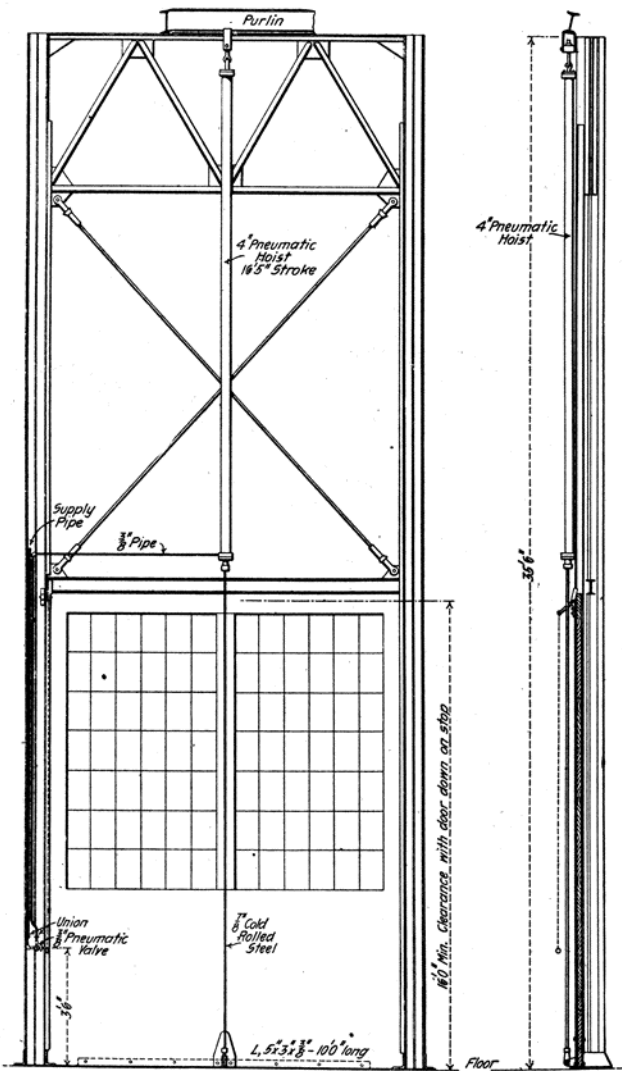 Purlin
4" Pneumatic
Hoist
16'5" Stroke
4" Pneumatic
Hoist
Supply
Pipe
3/8" Pipe
35'6"
16'0" Min. Clearance with door down on stop
Union
3/8" Pneumatic
Valve
7/8" Cold
Rolled
Steel
3'6"
L, 5"x3"x3/8"-10'0" long
Floor